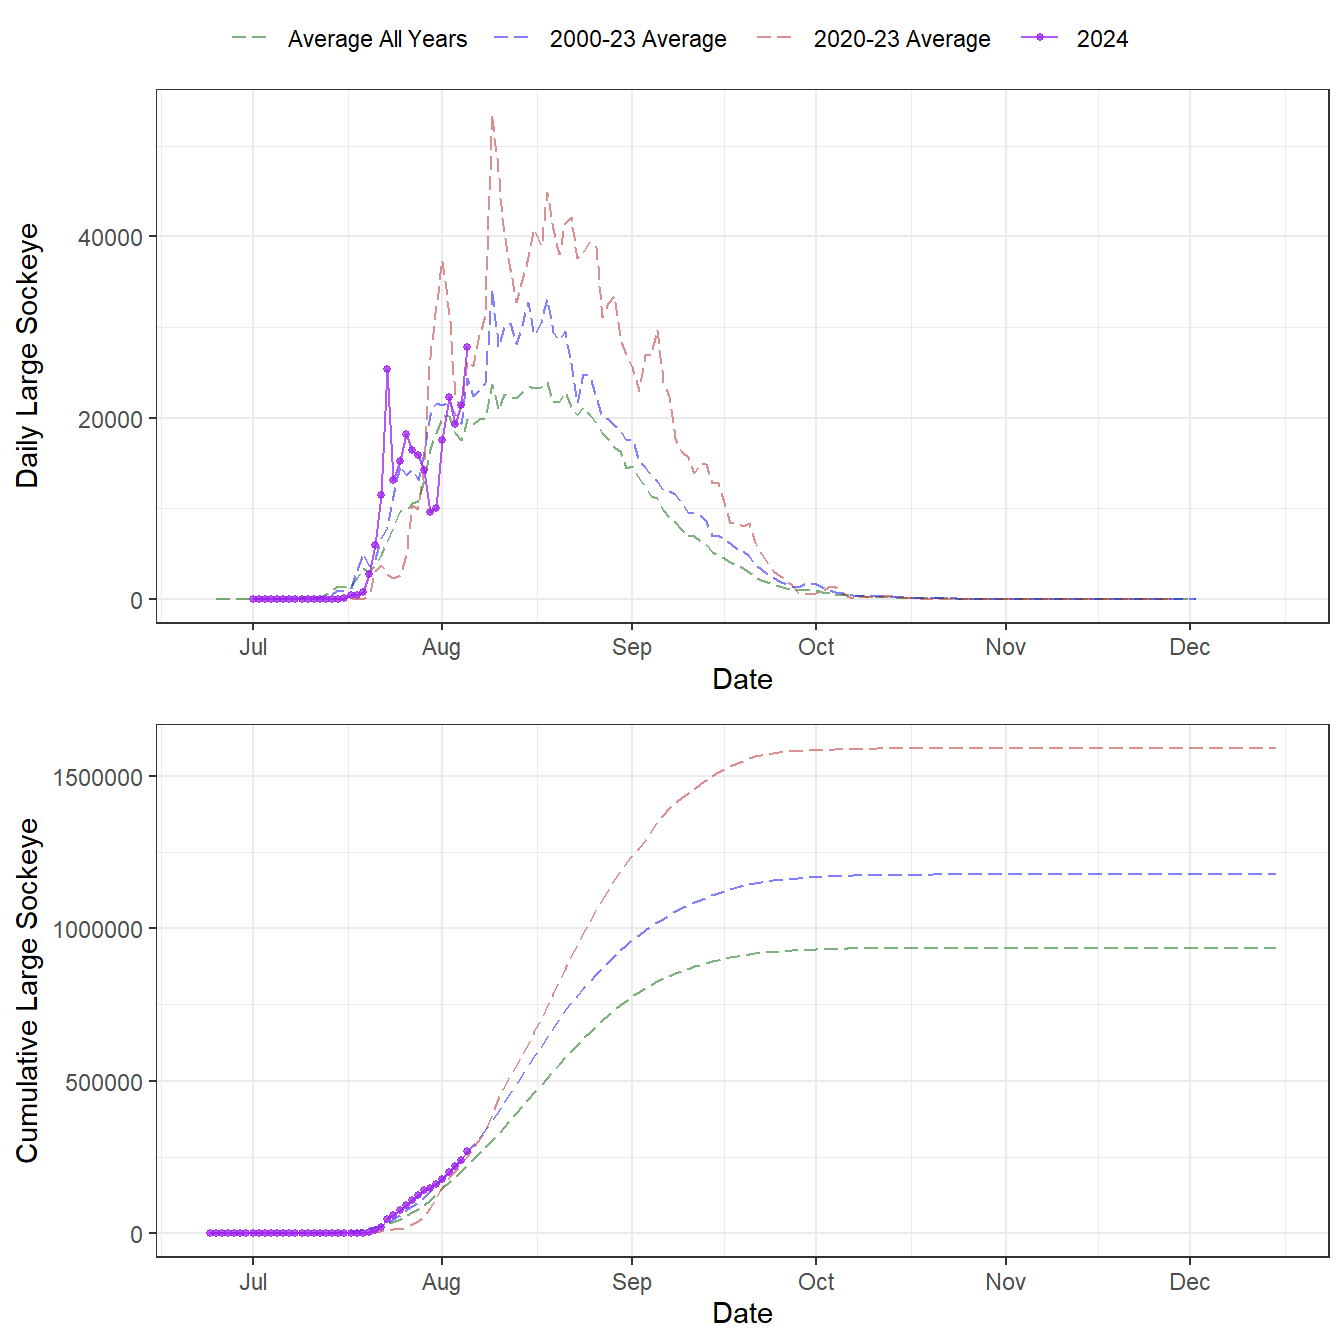 Average All Years 2000-23 Average 2020-23 Average 2024
Daily Large Sockeye
40000
20000
0
Jul Aug Sep Oct Nov Dec
Date
Cumulative Large Sockeye
1500000
1000000
500000
0
Jul Aug Sep Oct Nov Dec
Date